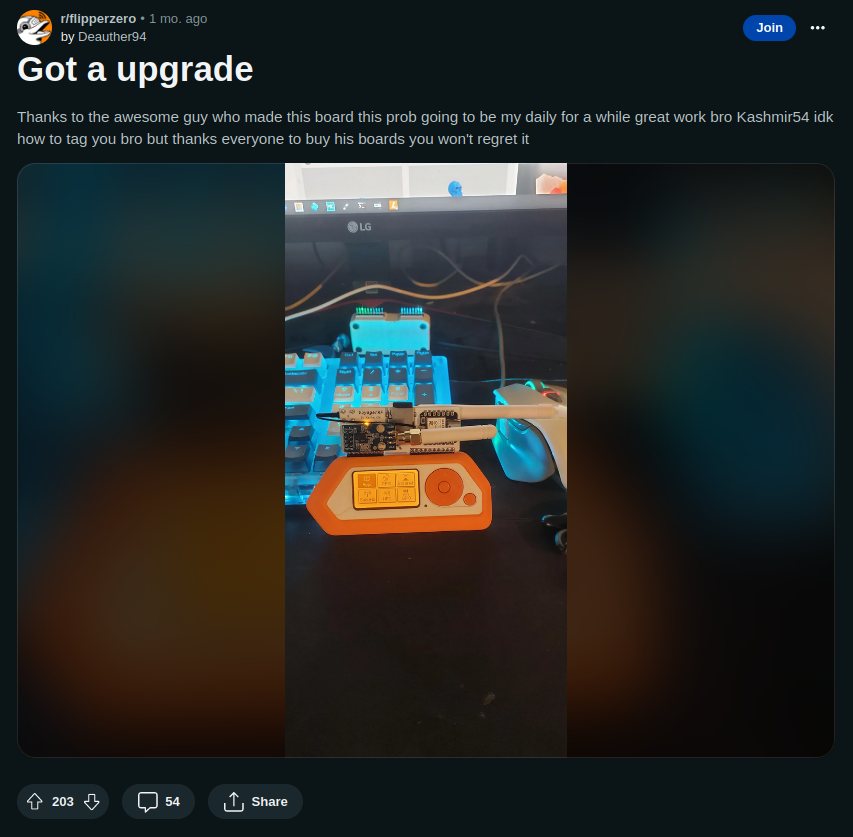 r/flipperzero • 1 mo. ago
by Deauther94
Join
Got a upgrade
Thanks to the awesome guy who made this board this prob going to be my daily for a while great work bro Kashmir54 idk
how to tag you bro but thanks everyone to buy his boards you won't regret it
LG
203
54
Share